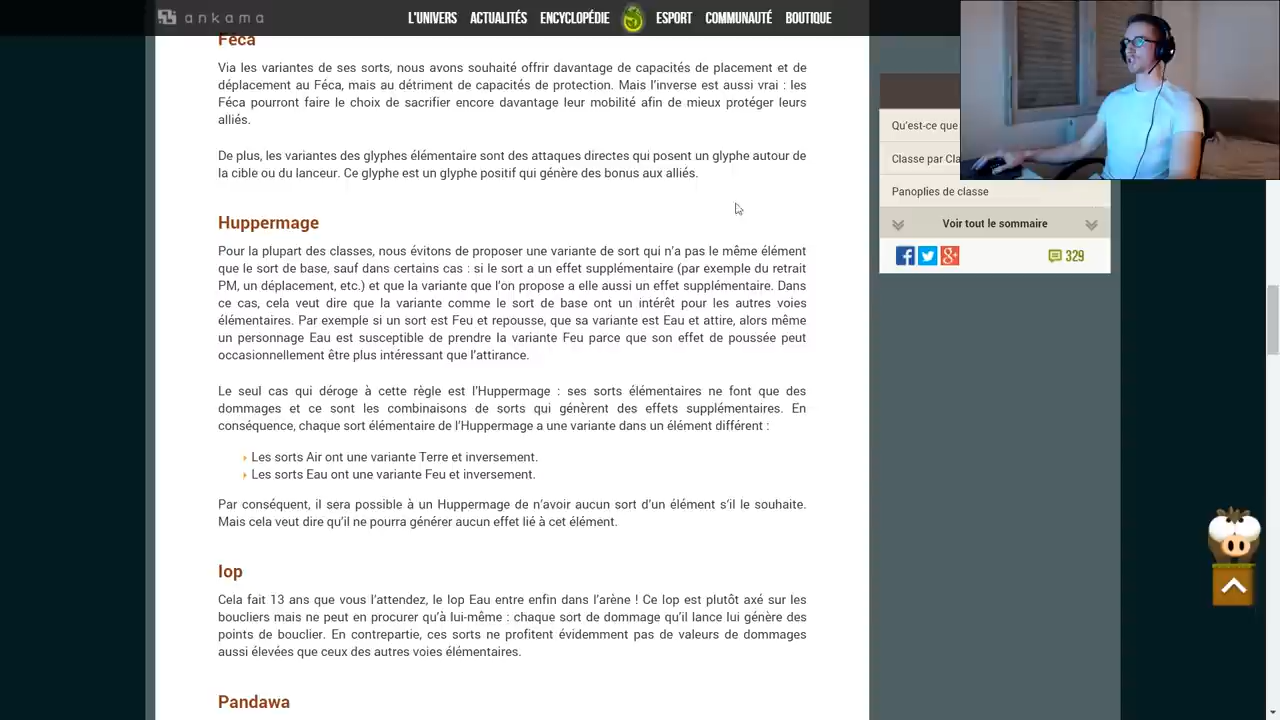 ankama
L'UNIVERS ACTUALITÉS ENCYCLOPÉDIE ESPORT COMMUNAUTÉ BOUTIQUE
Féca
Via les variantes de ses sorts, nous avons souhaité offrir davantage de capacités de placement et de
déplacement au Féca, mais au détriment de capacités de protection. Mais l'inverse est aussi vrai : les
Féca pourront faire le choix de sacrifier encore davantage leur mobilité afin de mieux protéger leurs
alliés.
De plus, les variantes des glyphes élémentaire sont des attaques directes qui posent un glyphe autour de
la cible ou du lanceur. Ce glyphe est un glyphe positif qui génère des bonus aux alliés.
Huppermage
Pour la plupart des classes, nous évitons de proposer une variante de sort qui n'a pas le même élément
que le sort de base, sauf dans certains cas : si le sort a un effet supplémentaire (par exemple du retrait
PM, un déplacement, etc.) et que la variante que l'on propose a elle aussi un effet supplémentaire. Dans
ce cas, cela veut dire que la variante comme le sort de base ont un intérêt pour les autres voies
élémentaires. Par exemple si un sort est Feu et repousse, que sa variante est Eau et attire, alors même
un personnage Eau est susceptible de prendre la variante Feu parce que son effet de poussée peut
occasionnellement être plus intéressant que l'attirance.
Le seul cas qui déroge à cette règle est l'Huppermage : ses sorts élémentaires ne font que des
dommages et ce sont les combinaisons de sorts qui génèrent des effets supplémentaires. En
conséquence, chaque sort élémentaire de l'Huppermage a une variante dans un élément différent :
Les sorts Air ont une variante Terre et inversement.
Les sorts Eau ont une variante Feu et inversement.
Par conséquent, il sera possible à un Huppermage de n'avoir aucun sort d'un élément s'il le souhaite.
Mais cela veut dire qu'il ne pourra générer aucun effet lié à cet élément.
Iop
Cela fait 13 ans que vous l'attendez, le Iop Eau entre enfin dans l'arène ! Ce Iop est plutôt axé sur les
boucliers mais ne peut en procurer qu'à lui-même : chaque sort de dommage qu'il lance lui génère des
points de bouclier. En contrepartie, ces sorts ne profitent évidemment pas de valeurs de dommages
aussi élevées que ceux des autres voies élémentaires.
Pandawa
Qu'est-ce que
Classe par Cla
Panoplies de classe
Voir tout le sommaire
329